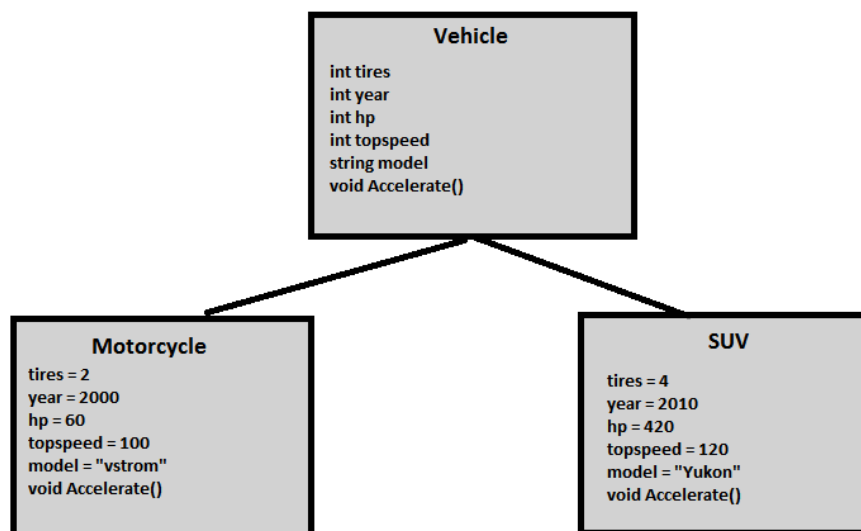 Vehicle
int tires
int year
int hp
int topspeed
string model
void Accelerate()
Motorcycle
tires = 2
year = 2000
hp = 60
topspeed = 100
model = "vstrom"
void Accelerate()
SUV
tires = 4
year = 2010
hp = 420
topspeed = 120
model = "Yukon"
void Accelerate()